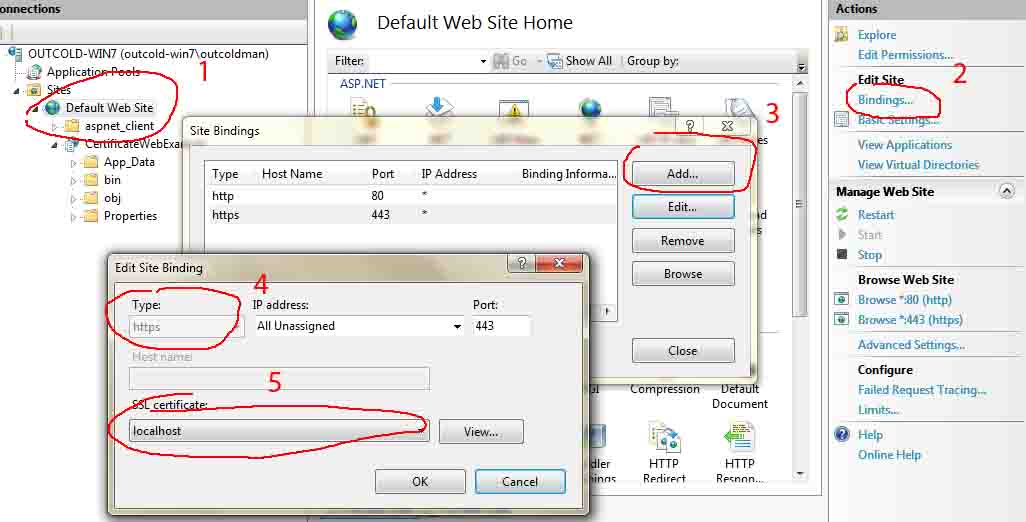 onnections
OUTCOLD-WIN7 (outcold-win7\outcoldman)
Application Pools
Sites
Default Web Site
aspnet_client
CertificateWebExa
App_Data
bin
obj
Properties
1
Default Web Site Home
Filter:
Go
Show All
Group by:
ASP.NET
3
Site Bindings
?
Type
Host Name
Port
IP Address
Binding Informa...
http
80
*
https
443
*
Add...
Edit...
Remove
Browse
Close
4
Edit Site Binding
?
Type:
IP address:
Port:
https
All Unassigned
443
Host name:
5
SSL certificate:
localhost
View...
OK
Cancel
Compression
Default
Document
HTTP
Redirect
HTTP
Respon...
Actions
Explore
Edit Permissions...
Edit Site
2
Bindings...
Basic Settings...
View Applications
View Virtual Directories
Manage Web Site
Restart
Start
Stop
Browse Web Site
Browse *:80 (http)
Browse *:443 (https)
Advanced Settings...
Configure
Failed Request Tracing...
Limits...
Help
Online Help